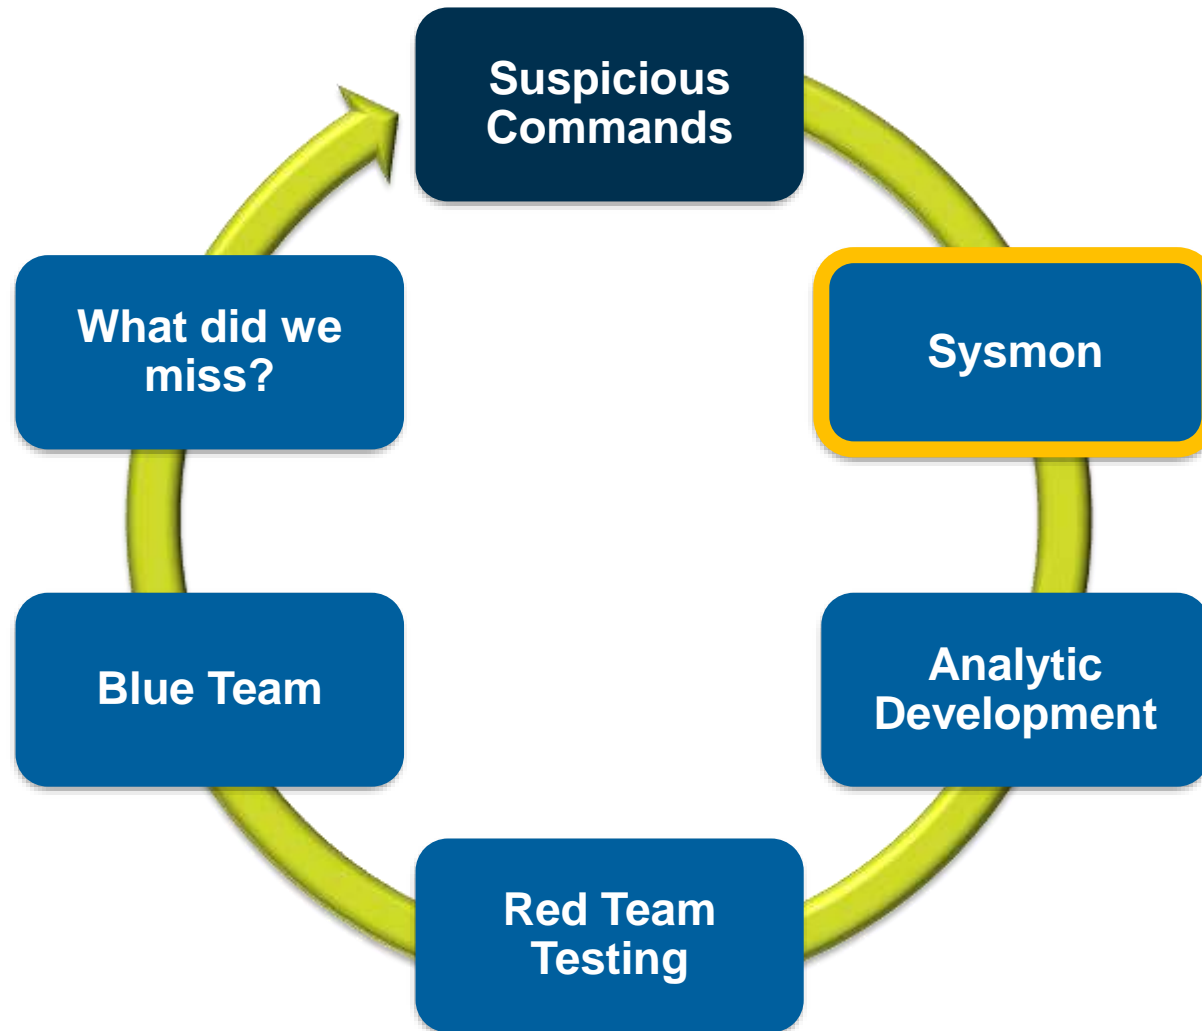 Suspicious
Commands
Sysmon
Analytic
Development
Red Team
Testing
Blue Team
What did we
miss?